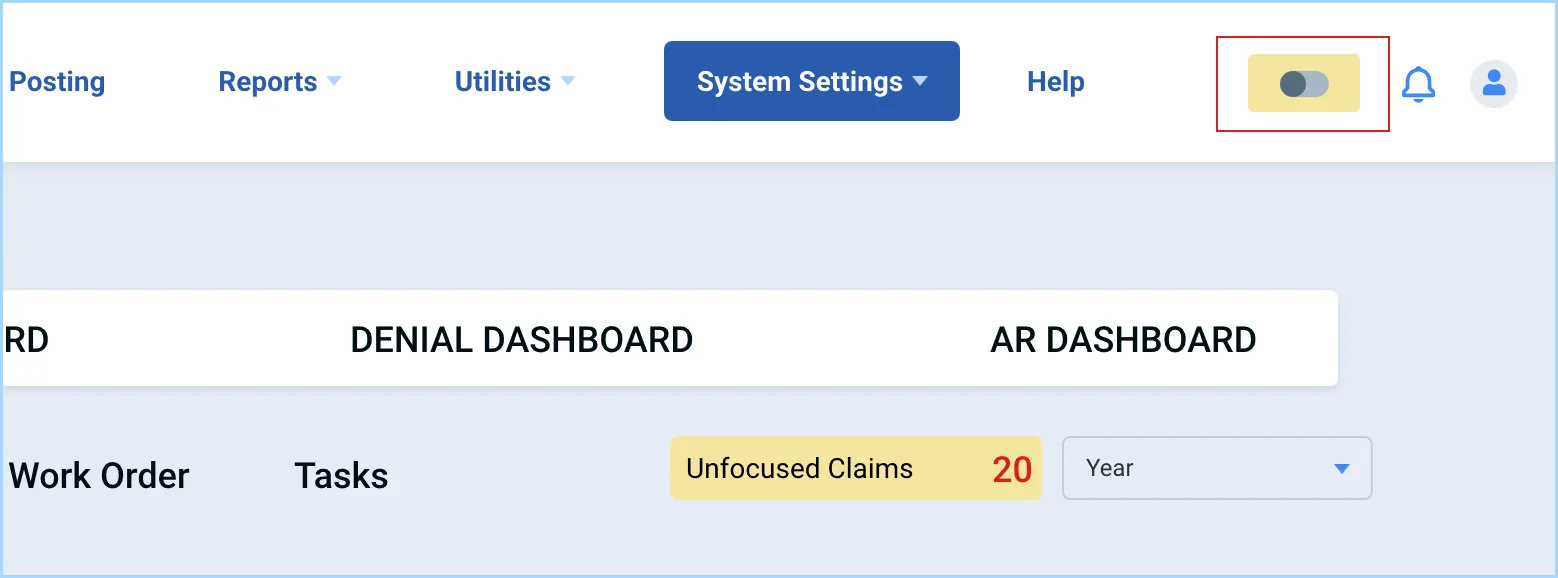 Posting Reports Utilities System Settings Help
RD DENIAL DASHBOARD AR DASHBOARD
Work Order Tasks Unfocused Claims 20 Year